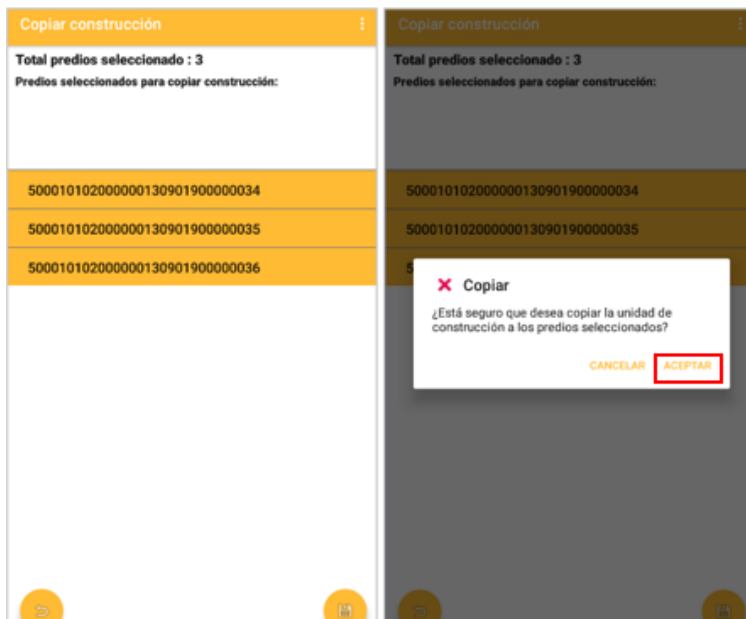 Copiar construcción
Total predios seleccionado : 3
Predios seleccionados para copiar construcción:
500010102000000130901900000034
500010102000000130901900000035
500010102000000130901900000036
Copiar construcción
Total predios seleccionado : 3
Predios seleccionados para copiar construcción:
500010102000000130901900000034
500010102000000130901900000035
5
Copiar
¿Está seguro que desea copiar la unidad de
construcción a los predios seleccionados?
CANCELAR ACEPTAR